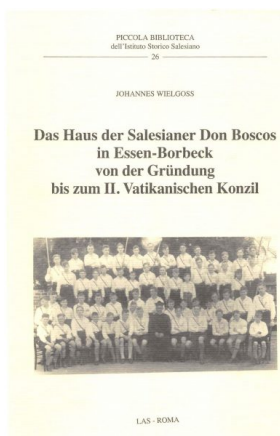 PICCOLA BIBLIOTECA
dell'Istituto Storico Salesiano
26
JOHANNES WIELGOSS
Das Haus der Salesianer Don Boscos
in Essen-Borbeck
von der Gründung
bis zum II. Vatikanischen Konzil
LAS - ROMA